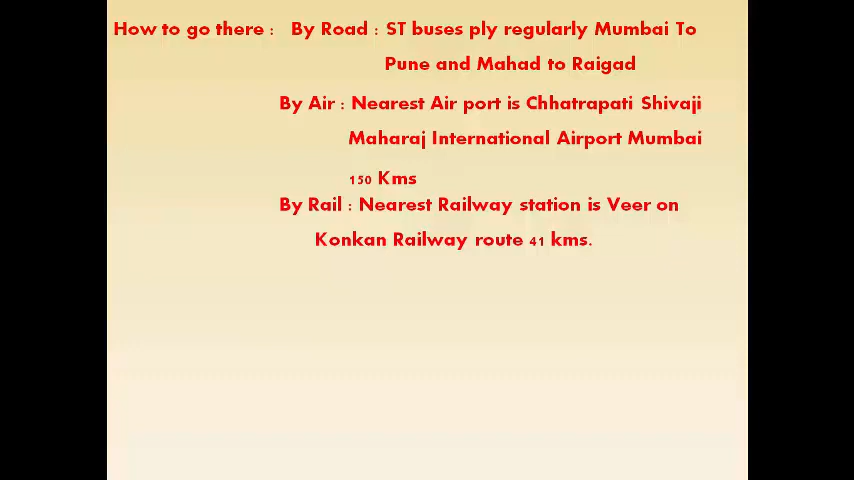 How to go there : By Road : ST buses ply regularly Mumbai To
Pune and Mahad to Raigad
By Air : Nearest Air port is Chhatrapati Shivaji
Maharaj International Airport Mumbai
150 Kms
By Rail : Nearest Railway station is Veer on
Konkan Railway route 41 kms.